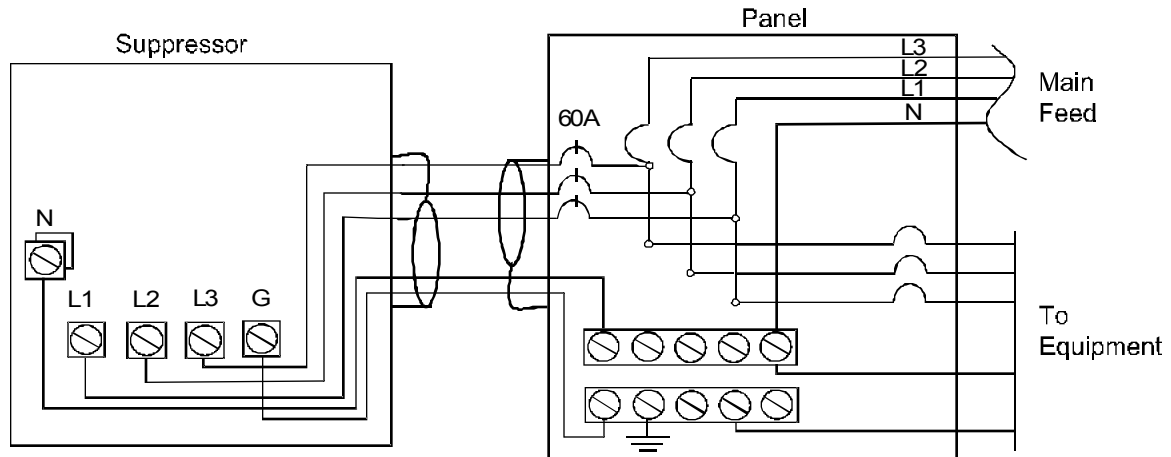 Panel
Suppressor
L3
L2
L1
N
Main
Feed
60A
N
L1 L2 L3 G
To
Equipment